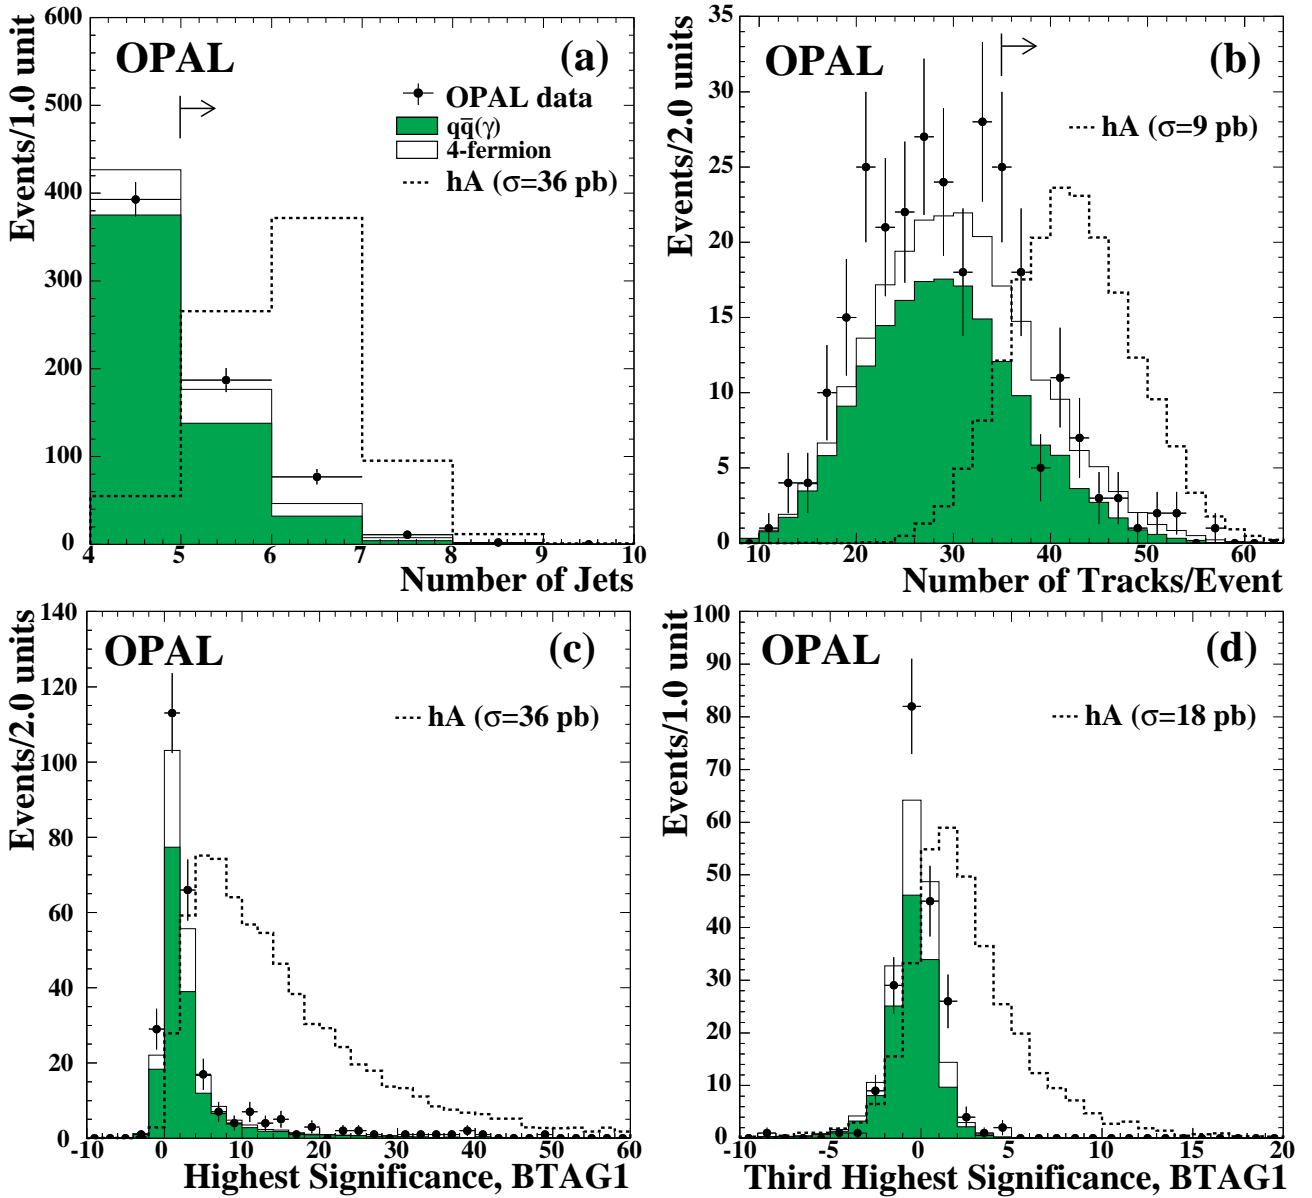 OPAL
(a)
Events/1.0 unit
600
500
400
300
200
100
0
OPAL data
qq̅(γ)
4-fermion
hA (σ=36 pb)
4 5 6 7 8 9 10
Number of Jets
OPAL
(b)
Events/2.0 units
35
30
25
20
15
10
5
0
hA (σ=9 pb)
10 20 30 40 50 60
Number of Tracks/Event
OPAL
(c)
Events/2.0 units
140
120
100
80
60
40
20
0
hA (σ=36 pb)
-10 0 10 20 30 40 50 60
Highest Significance, BTAG1
OPAL
(d)
Events/1.0 unit
100
90
80
70
60
50
40
30
20
10
0
hA (σ=18 pb)
-10 -5 0 5 10 15 20
Third Highest Significance, BTAG1